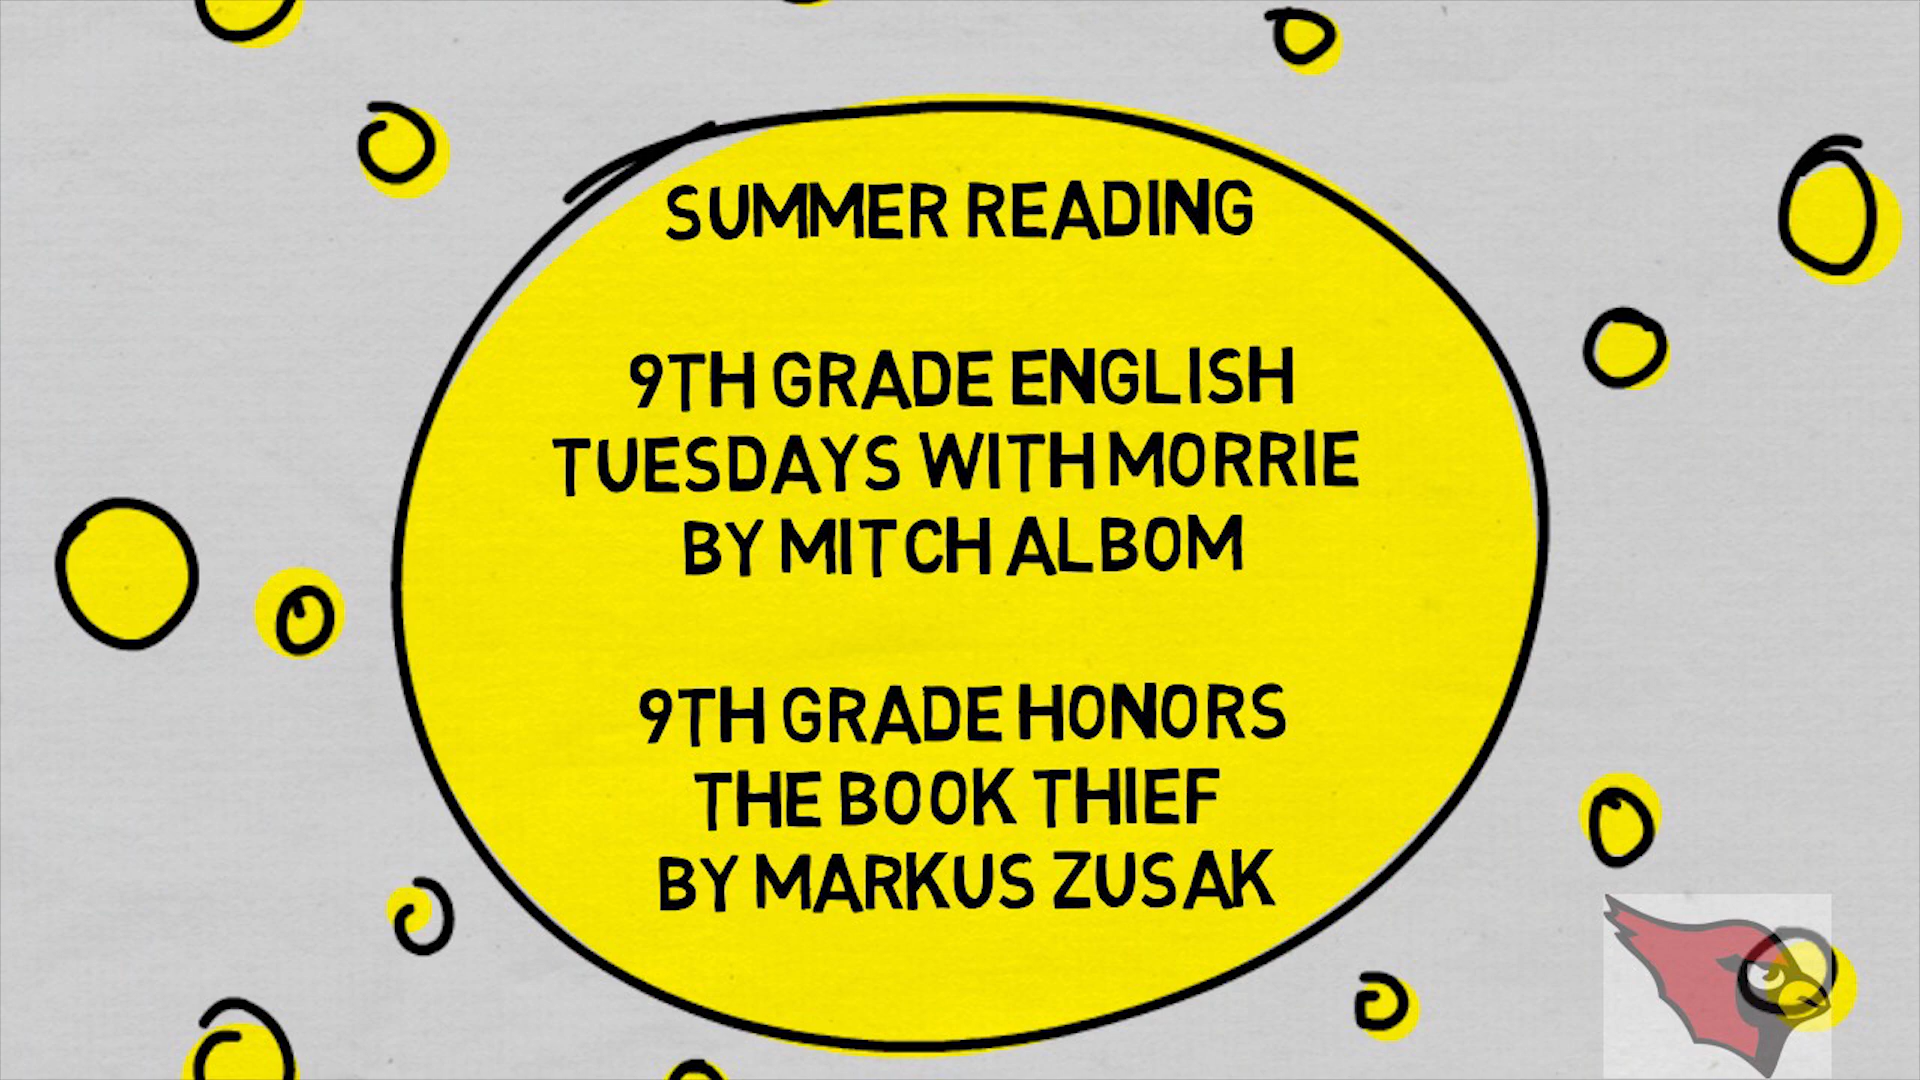 SUMMER READING
9TH GRADE ENGLISH
TUESDAYS WITH MORRIE
BY MITCH ALBOM
9TH GRADE HONORS
THE BOOK THIEF
BY MARKUS ZUSAK